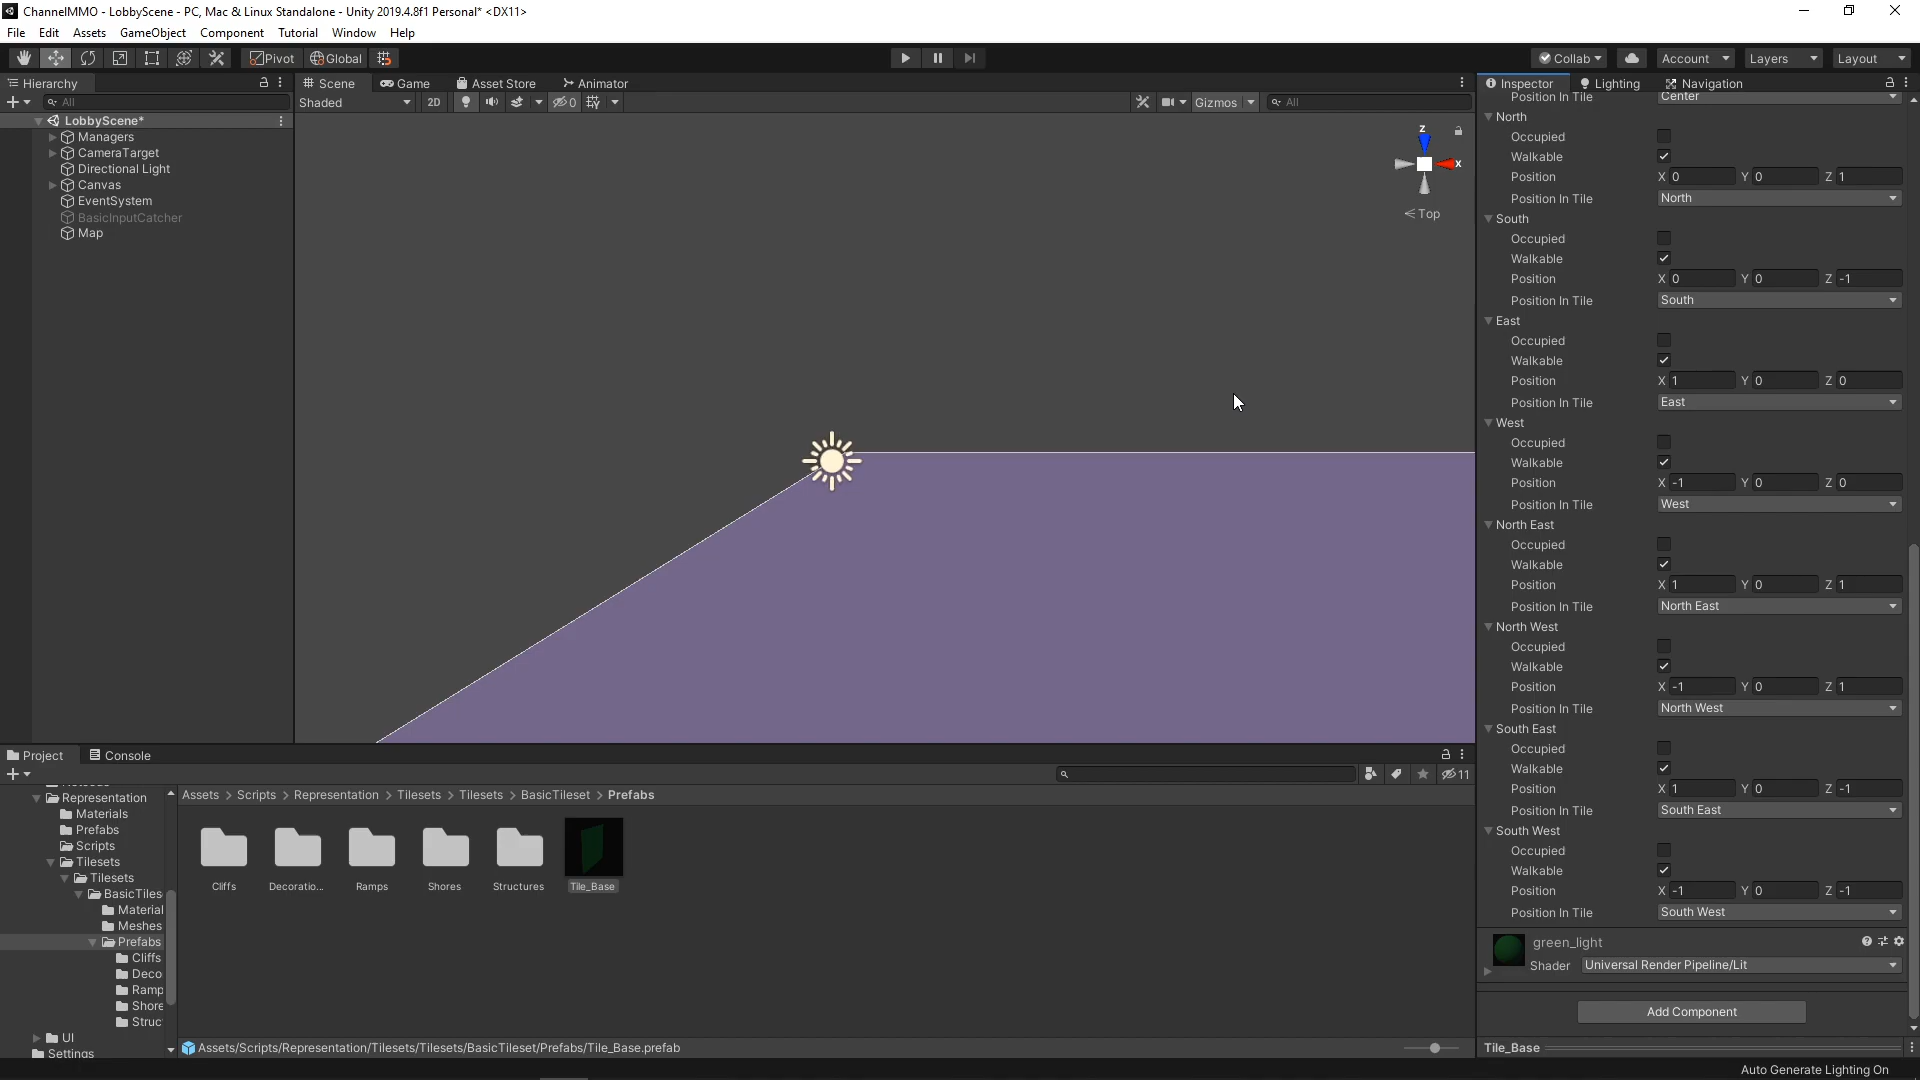 ChannelMMO - LobbyScene - PC, Mac & Linux Standalone - Unity 2019.4.8f1 Personal* <DX11>
File Edit Assets GameObject Component Tutorial Window Help
Pivot Global Collab Account Layers Layout
Hierarchy
All
LobbyScene*
Managers
CameraTarget
Directional Light
Canvas
EventSystem
BasicInputCatcher
Map
Scene Game Asset Store Animator
Shaded 2D 0 Gizmos All
z
x
Top
Inspector Lighting Navigation
Position In Tile Center
North
Occupied
Walkable
Position X 0 Y 0 Z 1
Position In Tile North
South
Occupied
Walkable
Position X 0 Y 0 Z -1
Position In Tile South
East
Occupied
Walkable
Position X 1 Y 0 Z 0
Position In Tile East
West
Occupied
Walkable
Position X -1 Y 0 Z 0
Position In Tile West
North East
Occupied
Walkable
Position X 1 Y 0 Z 1
Position In Tile North East
North West
Occupied
Walkable
Position X -1 Y 0 Z 1
Position In Tile North West
South East
Occupied
Walkable
Position X 1 Y 0 Z -1
Position In Tile South East
South West
Occupied
Walkable
Position X -1 Y 0 Z -1
Position In Tile South West
green_light
Shader Universal Render Pipeline/Lit
Add Component
Tile_Base
Project Console
11
Representation
Materials
Prefabs
Scripts
Tilesets
Tilesets
BasicTiles
Material
Meshes
Prefabs
Cliffs
Deco
Ramp
Shore
Struc
UI
Settings
Assets > Scripts > Representation > Tilesets > Tilesets > BasicTileset > Prefabs
Cliffs Decoratio... Ramps Shores Structures Tile_Base
Assets/Scripts/Representation/Tilesets/Tilesets/BasicTileset/Prefabs/Tile_Base.prefab
Auto Generate Lighting On